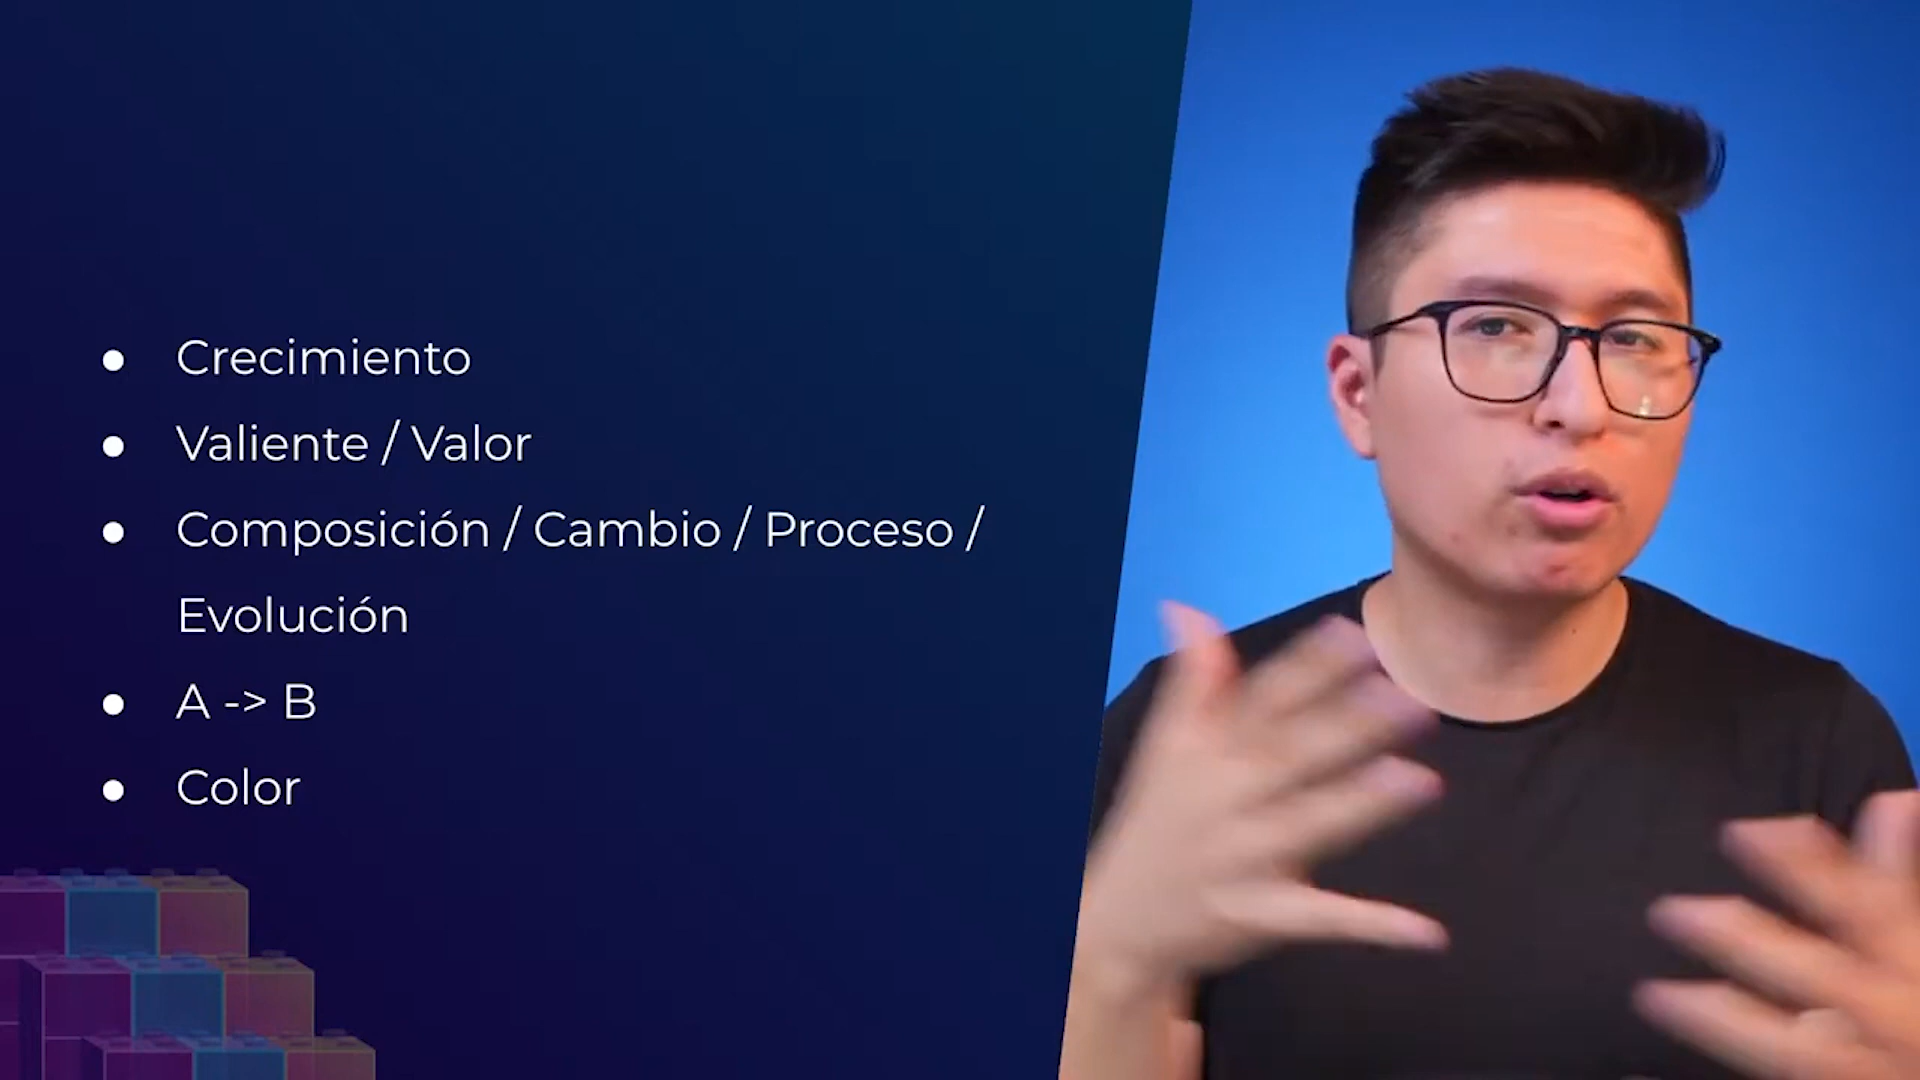 ● Crecimiento
● Valiente / Valor
● Composición / Cambio / Proceso /
Evolución
● A -> B
● Color